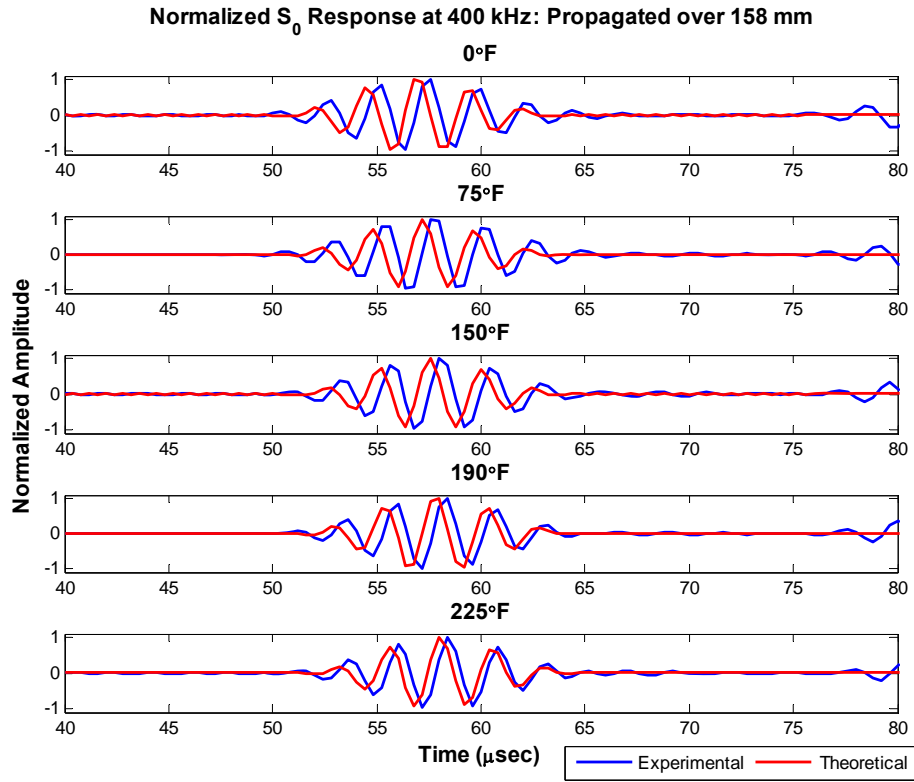 Normalized S0 Response at 400 kHz: Propagated over 158 mm
0°F
1
0
-1
40 45 50 55 60 65 70 75 80
75°F
1
0
-1
40 45 50 55 60 65 70 75 80
150°F
1
0
-1
40 45 50 55 60 65 70 75 80
190°F
1
0
-1
40 45 50 55 60 65 70 75 80
225°F
1
0
-1
40 45 50 55 60 65 70 75 80
Normalized Amplitude
Time (μsec)
Experimental Theoretical